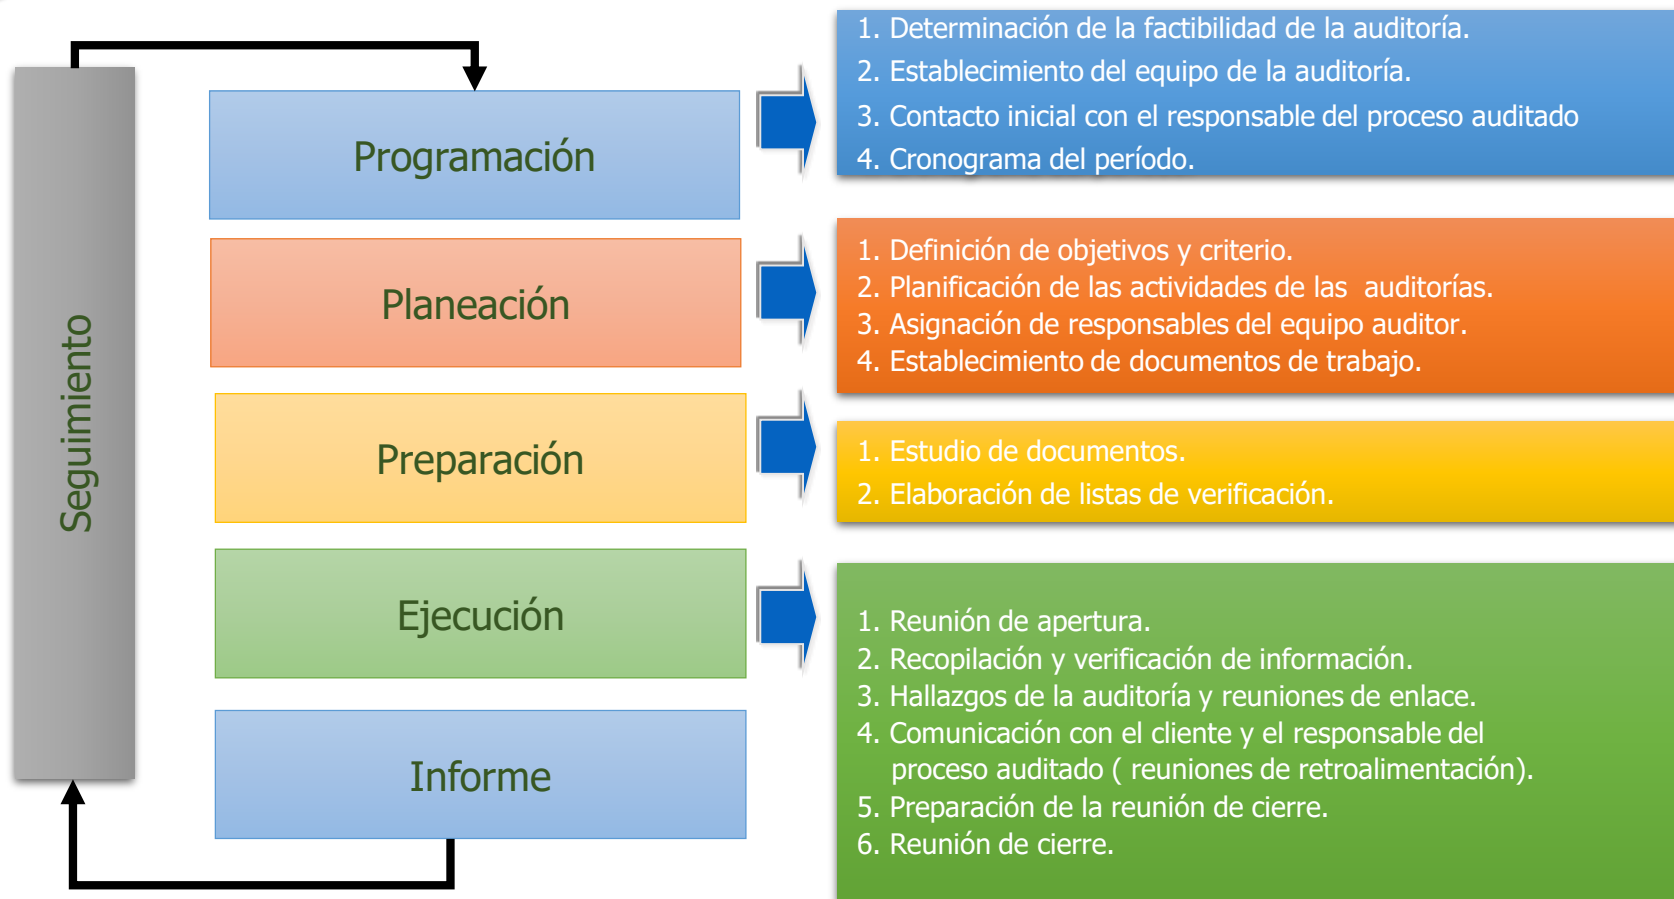 Seguimiento
Programación
1. Determinación de la factibilidad de la auditoría.
2. Establecimiento del equipo de la auditoría.
3. Contacto inicial con el responsable del proceso auditado
4. Cronograma del período.
Planeación
1. Definición de objetivos y criterio.
2. Planificación de las actividades de las auditorías.
3. Asignación de responsables del equipo auditor.
4. Establecimiento de documentos de trabajo.
Preparación
1. Estudio de documentos.
2. Elaboración de listas de verificación.
Ejecución
1. Reunión de apertura.
2. Recopilación y verificación de información.
3. Hallazgos de la auditoría y reuniones de enlace.
4. Comunicación con el cliente y el responsable del
proceso auditado ( reuniones de retroalimentación).
5. Preparación de la reunión de cierre.
6. Reunión de cierre.
Informe